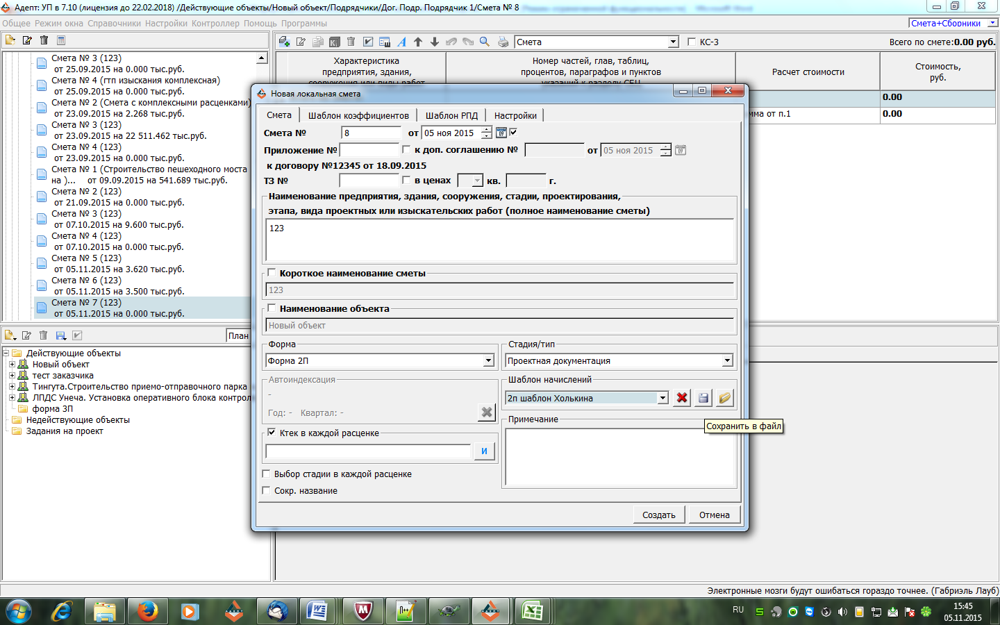 Адепт: УП в 7.10 (лицензия до 22.02.2018) /Действующие объекты/Новый объект/Подрядчики/Дог. Подр. Подрядчик 1/Смета № 8
Общее Режим окна Справочники Настройки Контроллер Помощь Программы
Смета+Сборники
Смета
КС-3
Всего по смете:0.00 руб.
Смета № 3 (123)
от 25.09.2015 на 0.000 тыс.руб.
Смета № 4 (гтп изыскания комплексная)
от 25.09.2015 на 0.000 тыс.руб.
Смета № 2 (Смета с комплексными расценками)
от 23.09.2015 на 2.268 тыс.руб.
Смета № 3 (123)
от 23.09.2015 на 22 511.462 тыс.руб.
Смета № 4 (123)
от 23.09.2015 на 0.000 тыс.руб.
Смета № 1 (Строительство пешеходного моста
на )... от 09.09.2015 на 541.689 тыс.руб.
Смета № 2 (123)
от 21.09.2015 на 0.000 тыс.руб.
Смета № 3 (123)
от 07.10.2015 на 9.600 тыс.руб.
Смета № 4 (123)
от 07.10.2015 на 0.000 тыс.руб.
Смета № 5 (123)
от 05.11.2015 на 3.620 тыс.руб.
Смета № 6 (123)
от 05.11.2015 на 3.500 тыс.руб.
Смета № 7 (123)
от 05.11.2015 на 0.000 тыс.руб.
План
Действующие объекты
Новый объект
тест заказчика
Тингута.Строительство приемо-отправочного парка
ЛПДС Унеча. Установка оперативного блока контрол
форма 3П
Недействующие объекты
Задания на проект
Характеристика
предприятия, здания,
сооружения или виды работ
Номер частей, глав, таблиц,
процентов, параграфов и пунктов
указаний к разделу СБЦ
Расчет стоимости
Стоимость,
руб.
0.00
мма от п.1
0.00
Новая локальная смета
Смета
Шаблон коэффициентов
Шаблон РПД
Настройки
Смета № 8 от 05 ноя 2015
Приложение № к доп. соглашению № от 05 ноя 2015
к договору №12345 от 18.09.2015
ТЗ № в ценах кв. г.
Наименование предприятия, здания, сооружения, стадии, проектирования,
этапа, вида проектных или изыскательских работ (полное наименование сметы)
123
Короткое наименование сметы
123
Наименование объекта
Новый объект
Форма
Форма 2П
Стадия/тип
Проектная документация
Автоиндексация
-
Год: - Квартал: -
Шаблон начислений
2п шаблон Холькина
Примечание
Сохранить в файл
Ктек в каждой расценке
И
Выбор стадии в каждой расценке
Сокр. название
Создать
Отмена
Электронные мозги будут ошибаться гораздо точнее. (Габриэль Лауб)
RU
15:45
05.11.2015